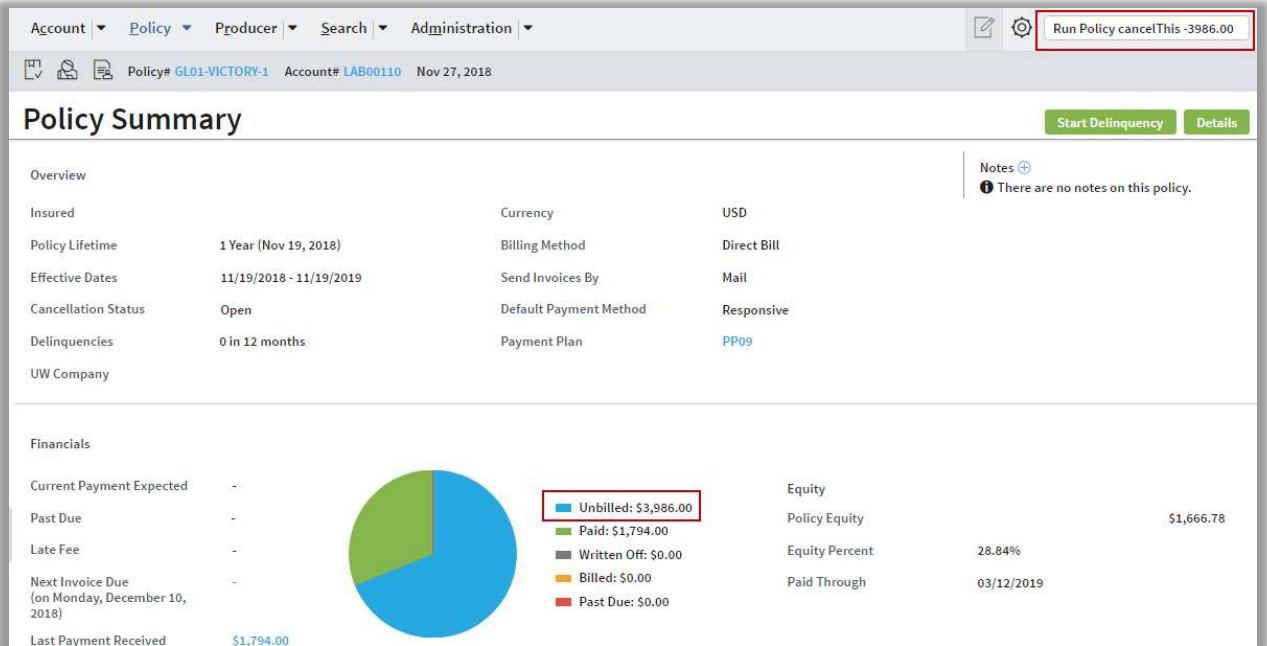 Account Policy Producer Search Administration Run Policy cancelThis -3986.00
Policy# GL01-VICTORY-1 Account# LAB00110 Nov 27, 2018
Policy Summary
Start Delinquency Details
Overview
Notes
There are no notes on this policy.
Insured
Currency USD
Policy Lifetime 1 Year (Nov 19, 2018)
Billing Method Direct Bill
Effective Dates 11/19/2018 - 11/19/2019
Send Invoices By Mail
Cancellation Status Open
Default Payment Method Responsive
Delinquencies 0 in 12 months
Payment Plan PP09
UW Company
Financials
Current Payment Expected -
Past Due -
Late Fee -
Next Invoice Due -
(on Monday, December 10,
2018)
Last Payment Received $1,794.00
Unbilled: $3,986.00
Paid: $1,794.00
Written Off: $0.00
Billed: $0.00
Past Due: $0.00
Equity
Policy Equity $1,666.78
Equity Percent 28.84%
Paid Through 03/12/2019